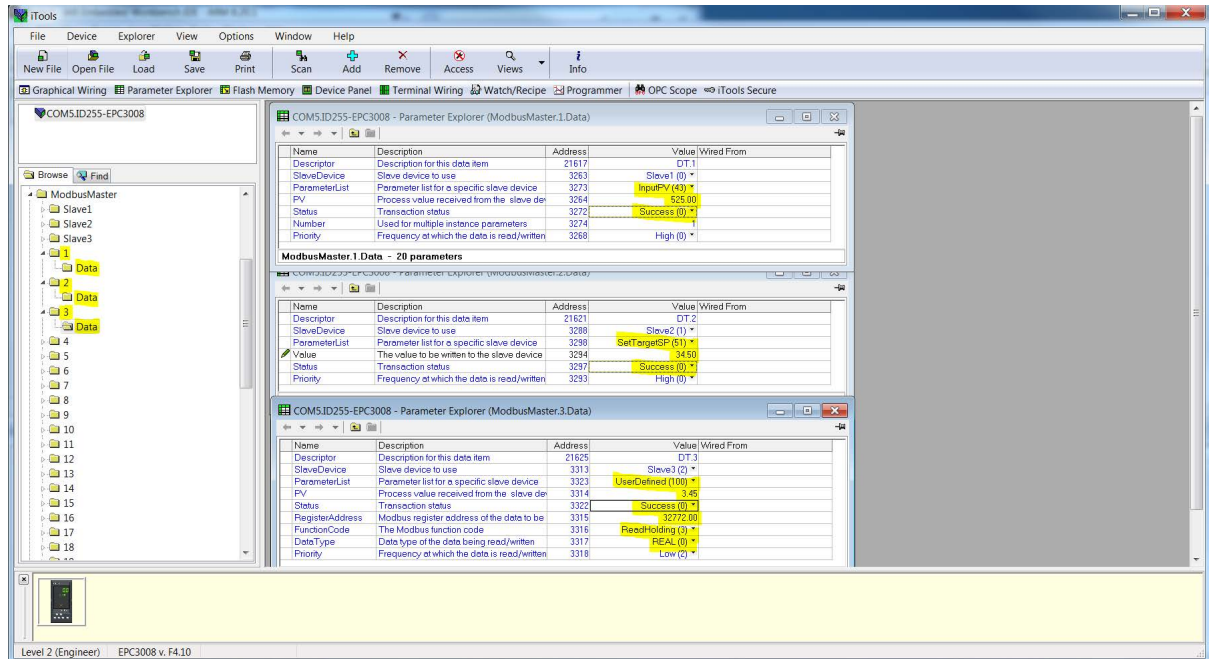 iTools
File Device Explorer View Options Window Help
New File Open File Load Save Print Scan Add Remove Access Views Info
Graphical Wiring Parameter Explorer Flash Memory Device Panel Terminal Wiring Watch/Recipe Programmer OPC Scope iTools Secure
COM5.ID255-EPC3008
Browse Find
ModbusMaster
Slave1
Slave2
Slave3
1
Data
2
Data
3
Data
4
5
6
7
8
9
10
11
12
13
14
15
16
17
18
COM5.ID255-EPC3008 - Parameter Explorer (ModbusMaster.1.Data)
Name Description Address Value Wired From
Descriptor Description for this data item 21617 DT.1
SlaveDevice Slave device to use 3263 Slave1 (0)
ParameterList Parameter list for a specific slave device 3273 InputPV (43)
PV Process value received from the slave dev 3264 525.00
Status Transaction status 3272 Success (0)
Number Used for multiple instance parameters 3274 1
Priority Frequency at which the data is read/written 3268 High (0)
ModbusMaster.1.Data - 20 parameters
COM5.ID255-EPC3008 - Parameter Explorer (ModbusMaster.2.Data)
Name Description Address Value Wired From
Descriptor Description for this data item 21621 DT.2
SlaveDevice Slave device to use 3288 Slave2 (1)
ParameterList Parameter list for a specific slave device 3298 SetTargetSP (51)
Value The value to be written to the slave device 3294 34.50
Status Transaction status 3297 Success (0)
Priority Frequency at which the data is read/written 3293 High (0)
COM5.ID255-EPC3008 - Parameter Explorer (ModbusMaster.3.Data)
Name Description Address Value Wired From
Descriptor Description for this data item 21625 DT.3
SlaveDevice Slave device to use 3313 Slave3 (2)
ParameterList Parameter list for a specific slave device 3323 UserDefined (100)
PV Process value received from the slave dev 3314 3.45
Status Transaction status 3322 Success (0)
RegisterAddress Modbus register address of the data to be 3315 32772.00
FunctionCode The Modbus function code 3316 ReadHolding (3)
DataType Data type of the data being read/written 3317 REAL (0)
Priority Frequency at which the data is read/written 3318 Low (2)
Level 2 (Engineer) EPC3008 v. F4.10